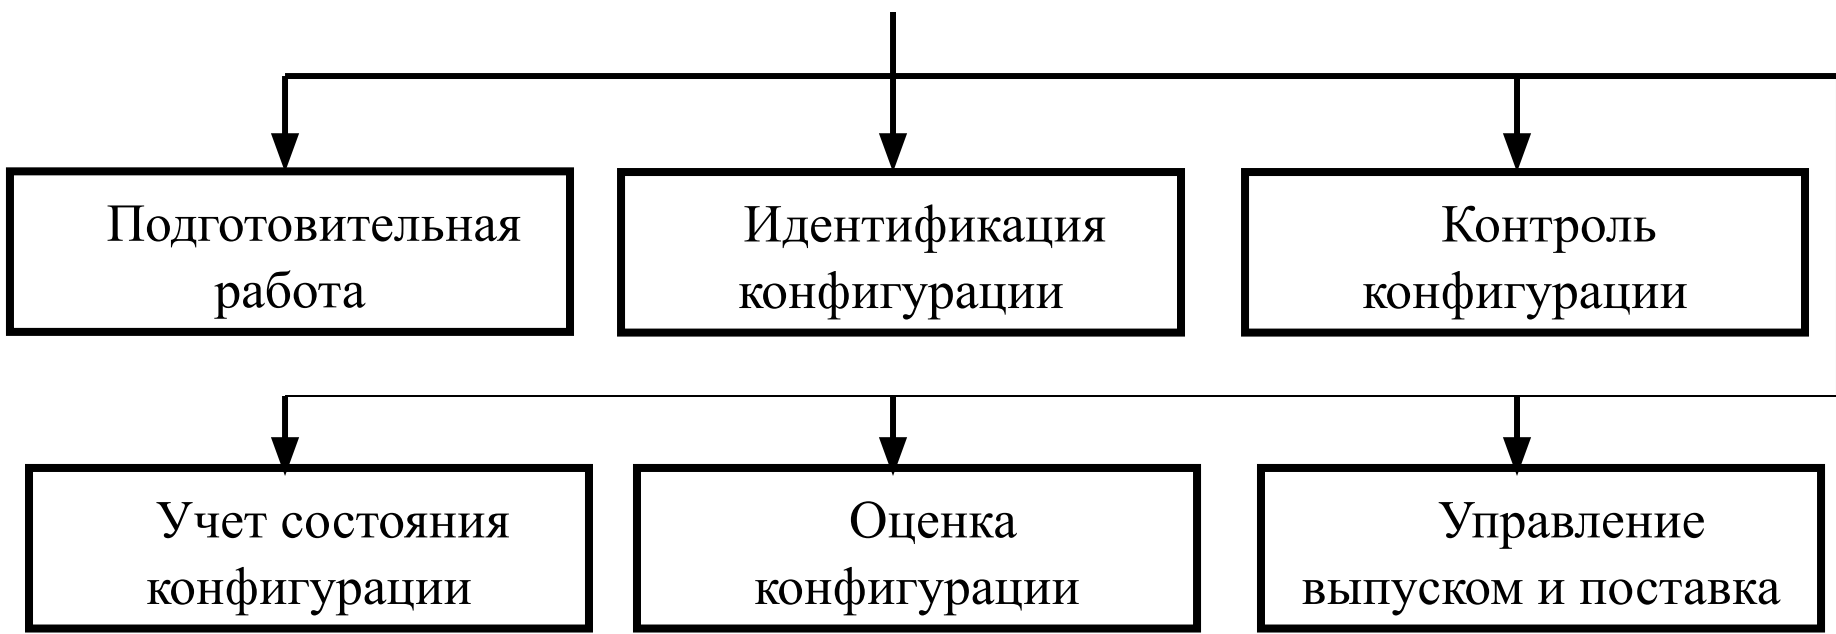 Подготовительная
работа
Идентификация
конфигурации
Контроль
конфигурации
Учет состояния
конфигурации
Оценка
конфигурации
Управление
выпуском и поставка